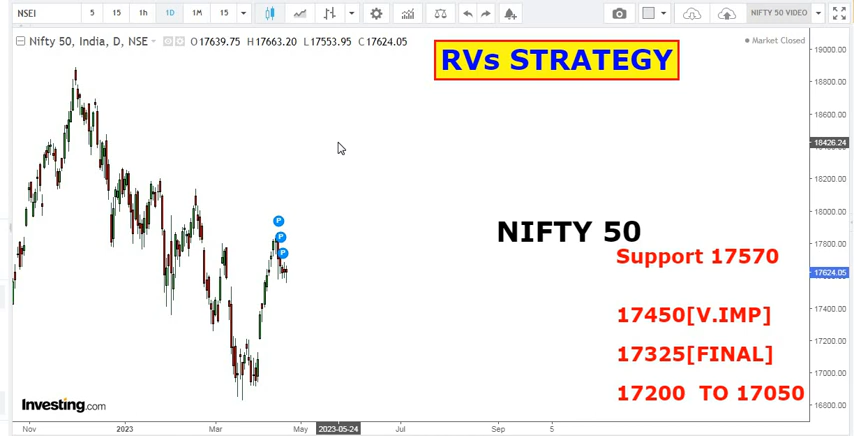 NSEI 5 15 1h 1D 1M 15 NIFTY 50 VIDEO
Nifty 50, India, D, NSE O17639.75 H17663.20 L17553.95 C17624.05
Market Closed
RVs STRATEGY
NIFTY 50
Support 17570
17450[V.IMP]
17325[FINAL]
17200 TO 17050
19000.00
18800.00
18600.00
18426.24
18200.00
18000.00
17800.00
17624.05
17400.00
17200.00
17000.00
16800.00
P
P
P
Investing.com
Nov 2023 Mar May 2023-05-24 Jul Sep 5